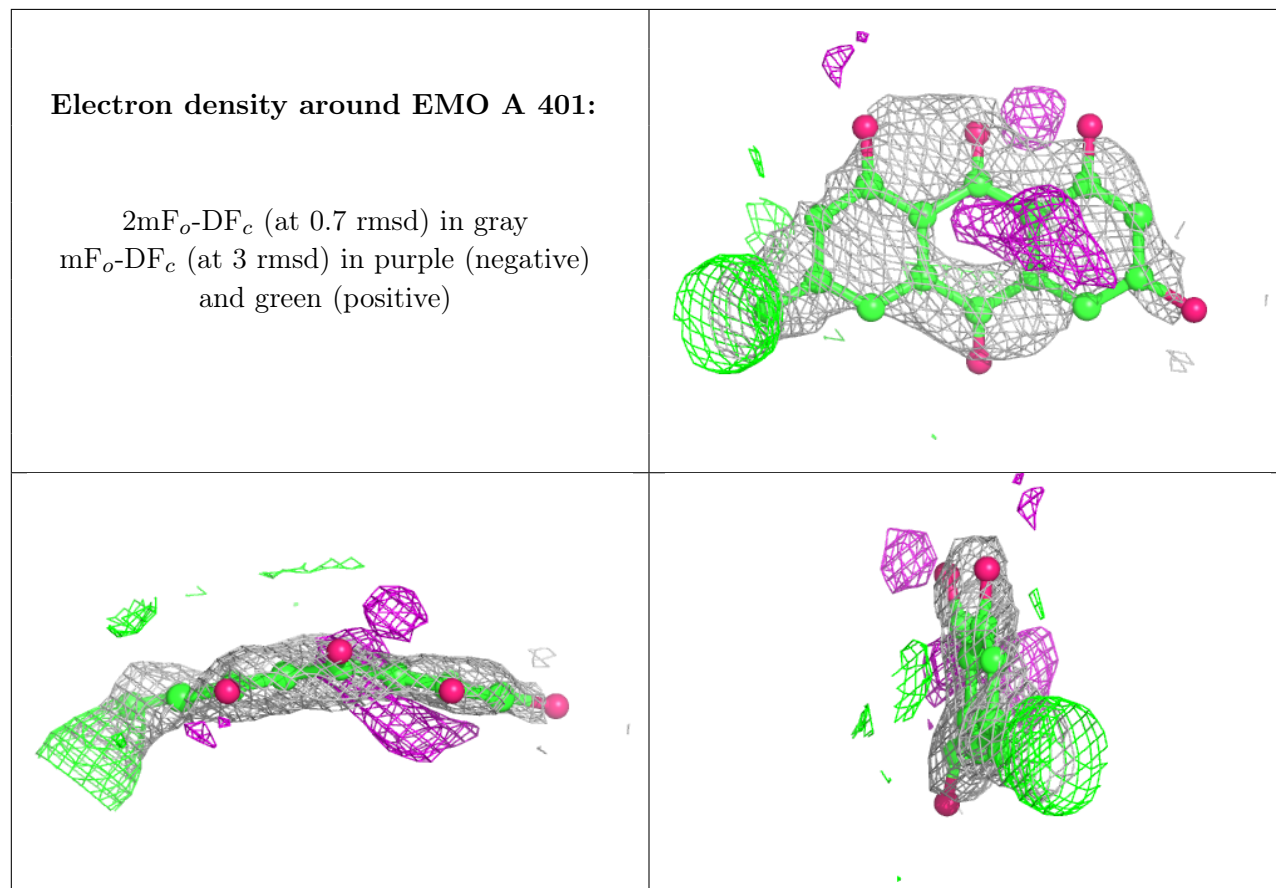 Electron density around EMO A 401:
2mFₒ-DF𝒸 (at 0.7 rmsd) in gray
mFₒ-DF𝒸 (at 3 rmsd) in purple (negative)
and green (positive)